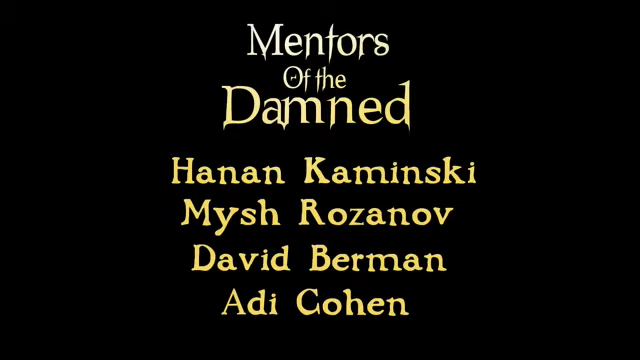 Mentors
Of the
Damned
Hanan Kaminski
Mysh Rozanov
David Berman
Adi Cohen